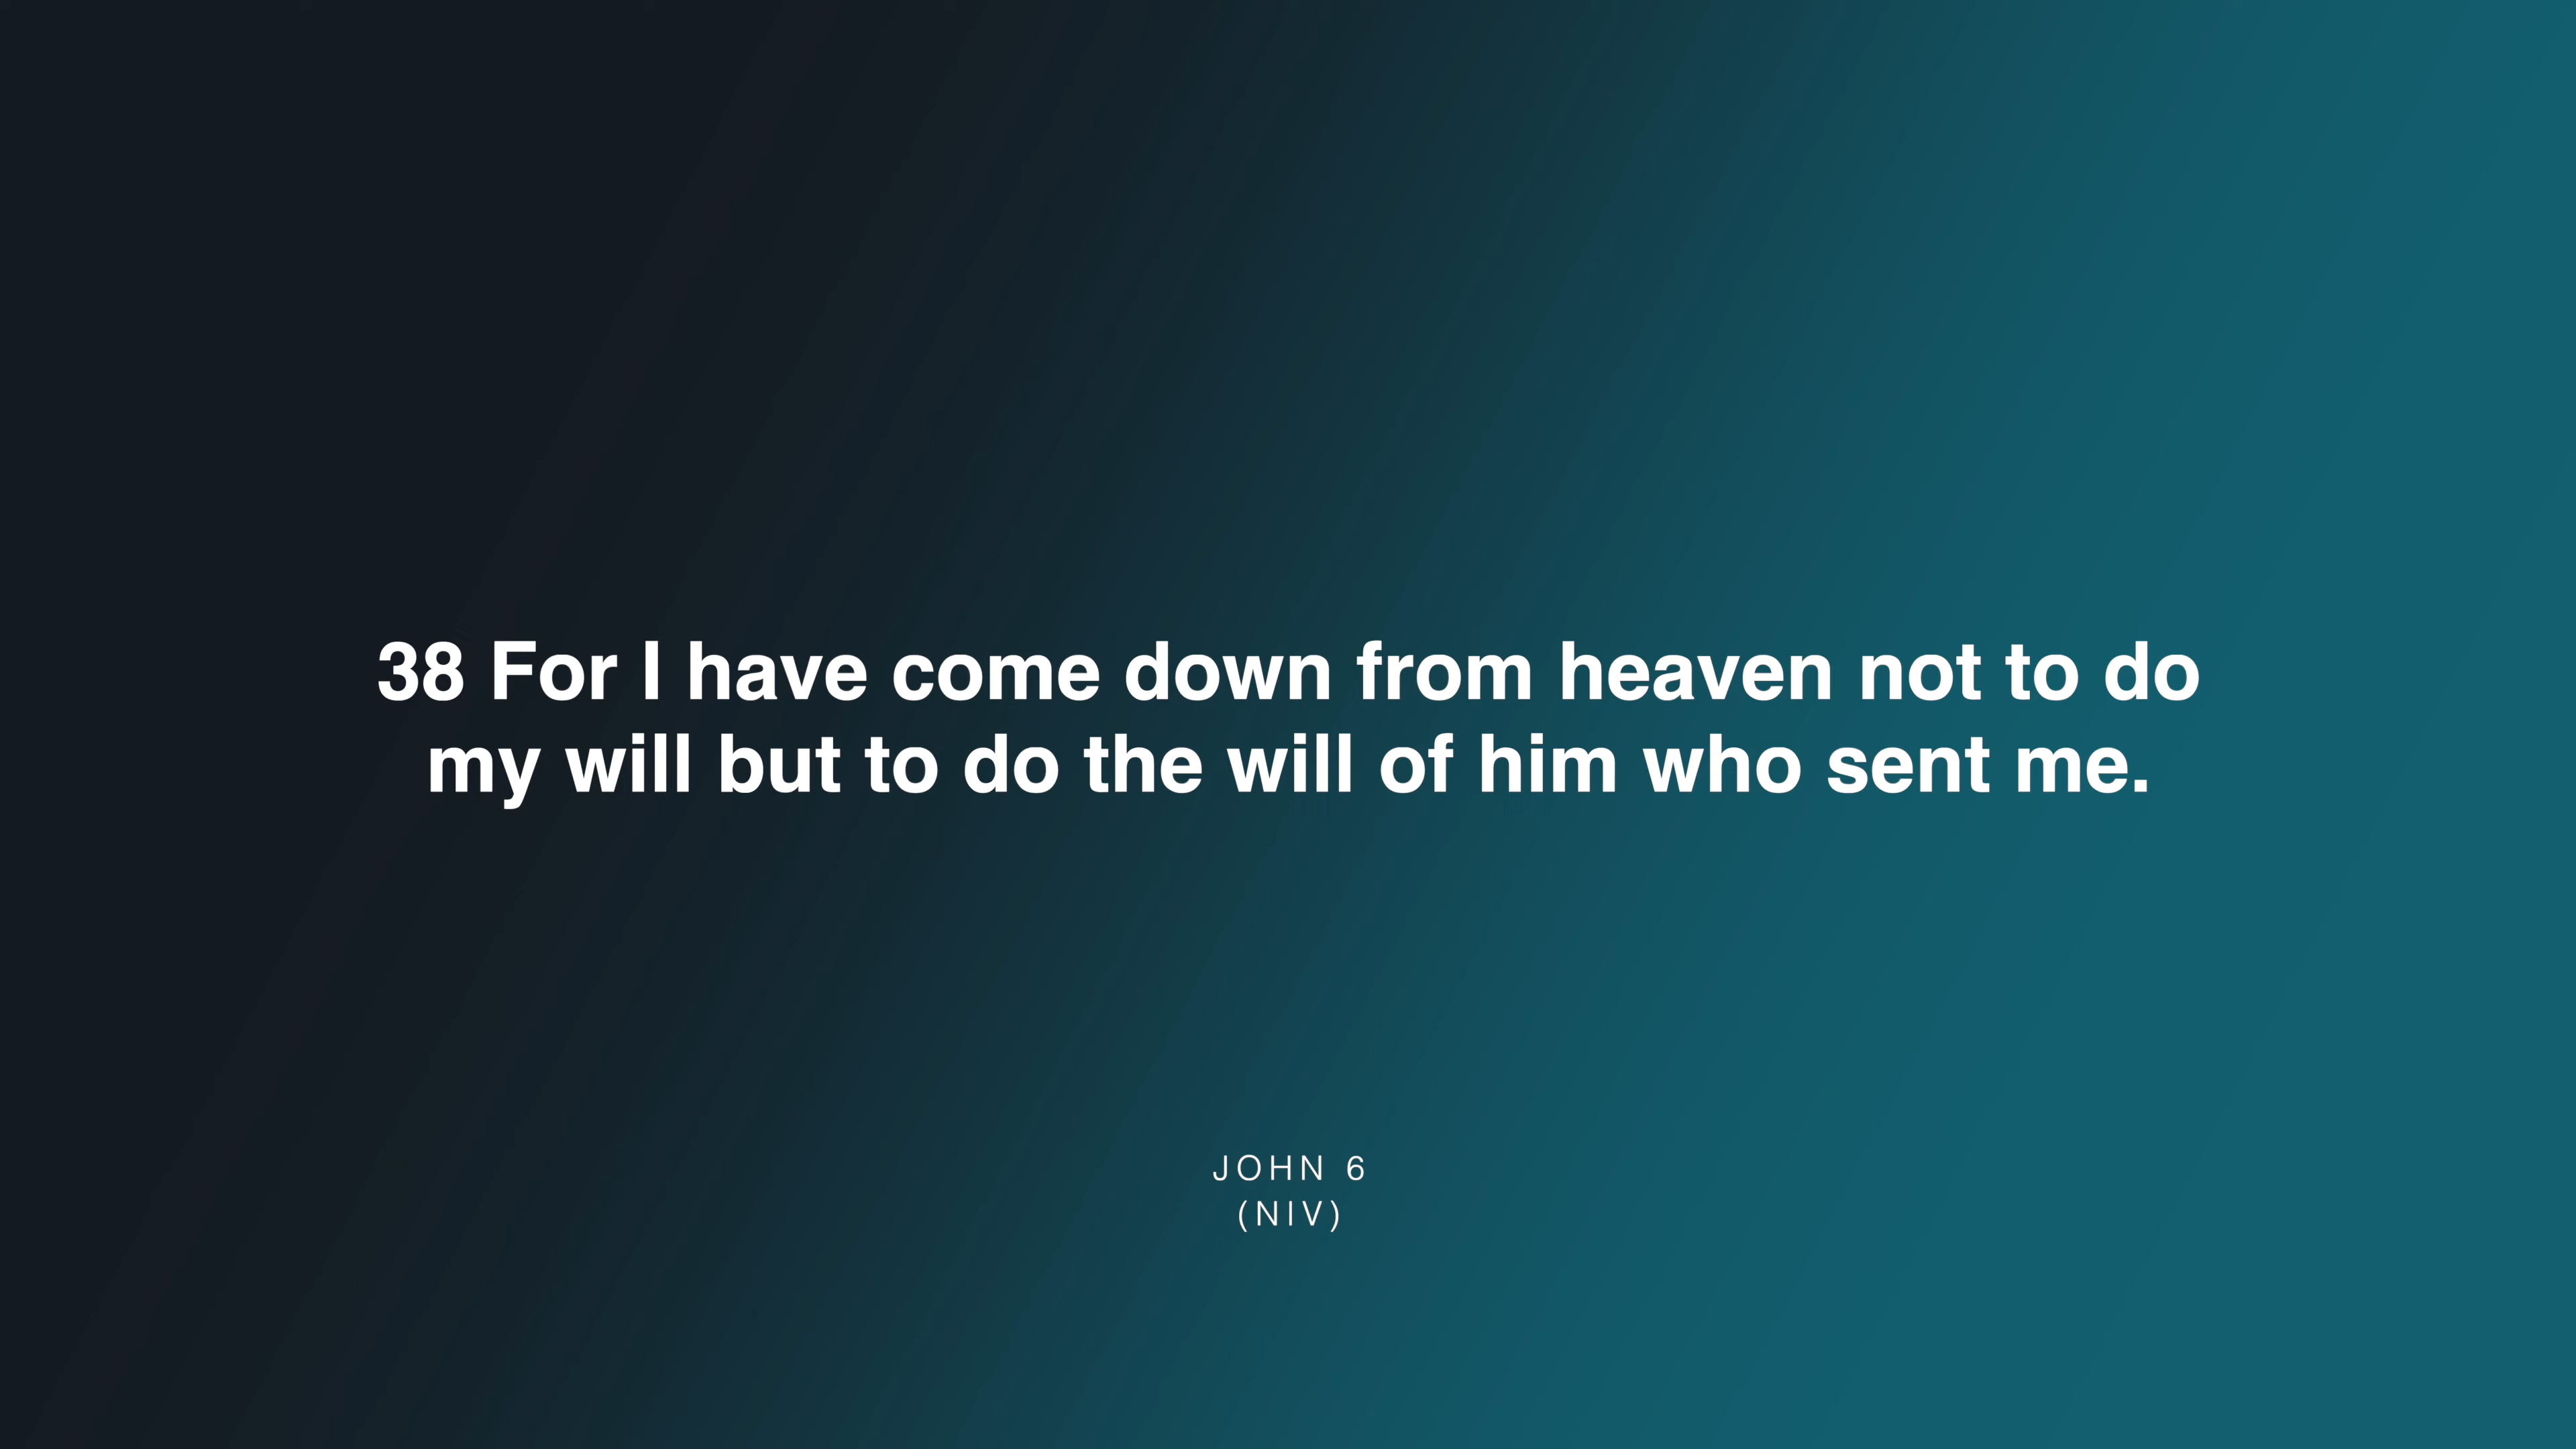 38 For I have come down from heaven not to do
my will but to do the will of him who sent me.
JOHN 6
(NIV)